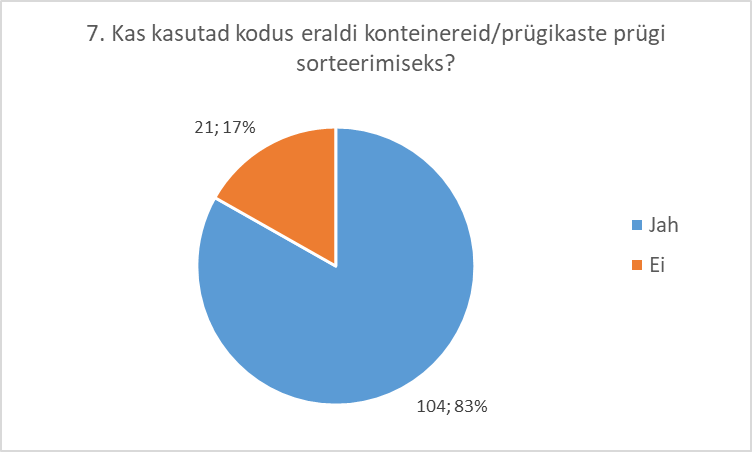 7. Kas kasutad kodus eraldi konteinereid/prügikaste prügi
sorteerimiseks?
21; 17%
Jah
Ei
104; 83%